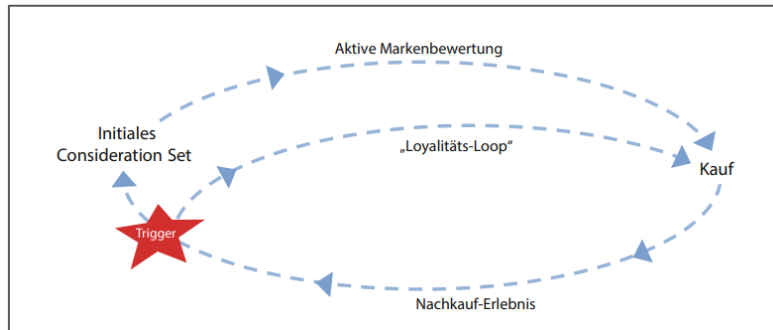 Aktive Markenbewertung
Initiales
Consideration Set
„Loyalitäts-Loop“
Kauf
Trigger
Nachkauf-Erlebnis